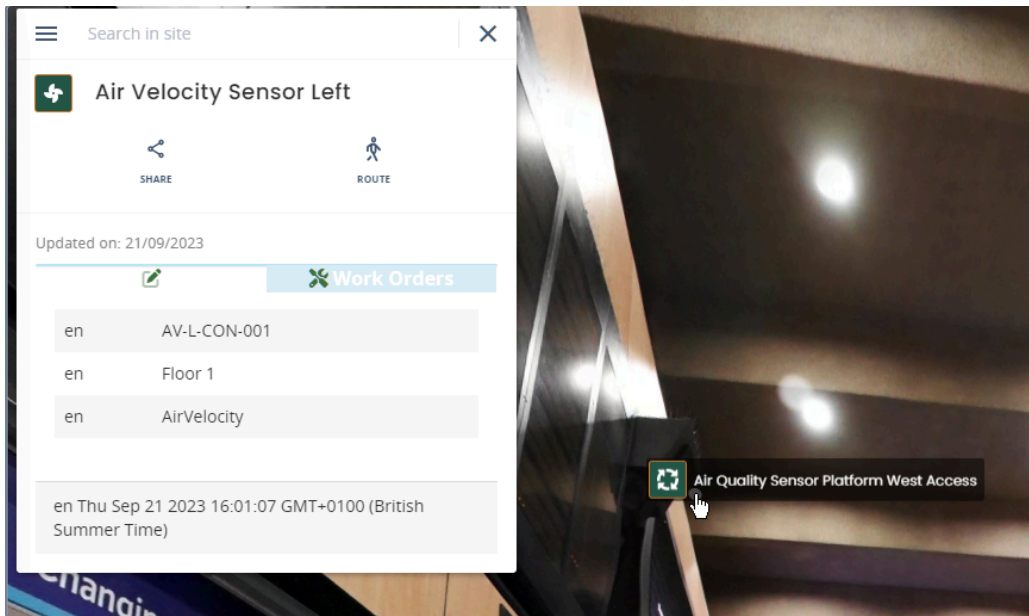 Search in site
Air Velocity Sensor Left
SHARE
ROUTE
Updated on: 21/09/2023
Work Orders
en AV-L-CON-001
en Floor 1
en AirVelocity
en Thu Sep 21 2023 16:01:07 GMT+0100 (British
Summer Time)
Air Quality Sensor Platform West Access